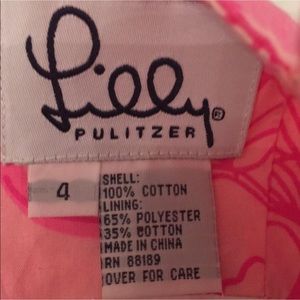 Lilly®
PULITZER
4
SHELL:
100% COTTON
LINING:
65% POLYESTER
35% COTTON
MADE IN CHINA
RN 88189
OVER FOR CARE